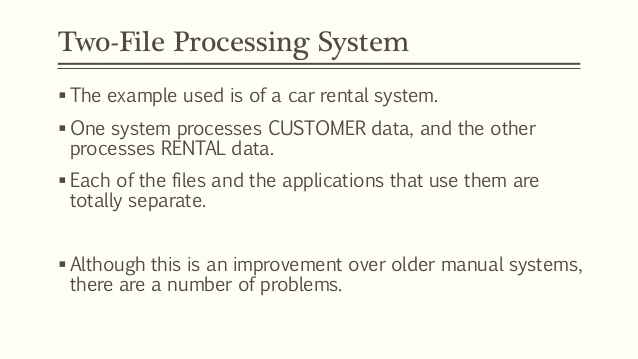 Two-File Processing System
▪ The example used is of a car rental system.
▪ One system processes CUSTOMER data, and the other
processes RENTAL data.
▪ Each of the files and the applications that use them are
totally separate.
▪ Although this is an improvement over older manual systems,
there are a number of problems.